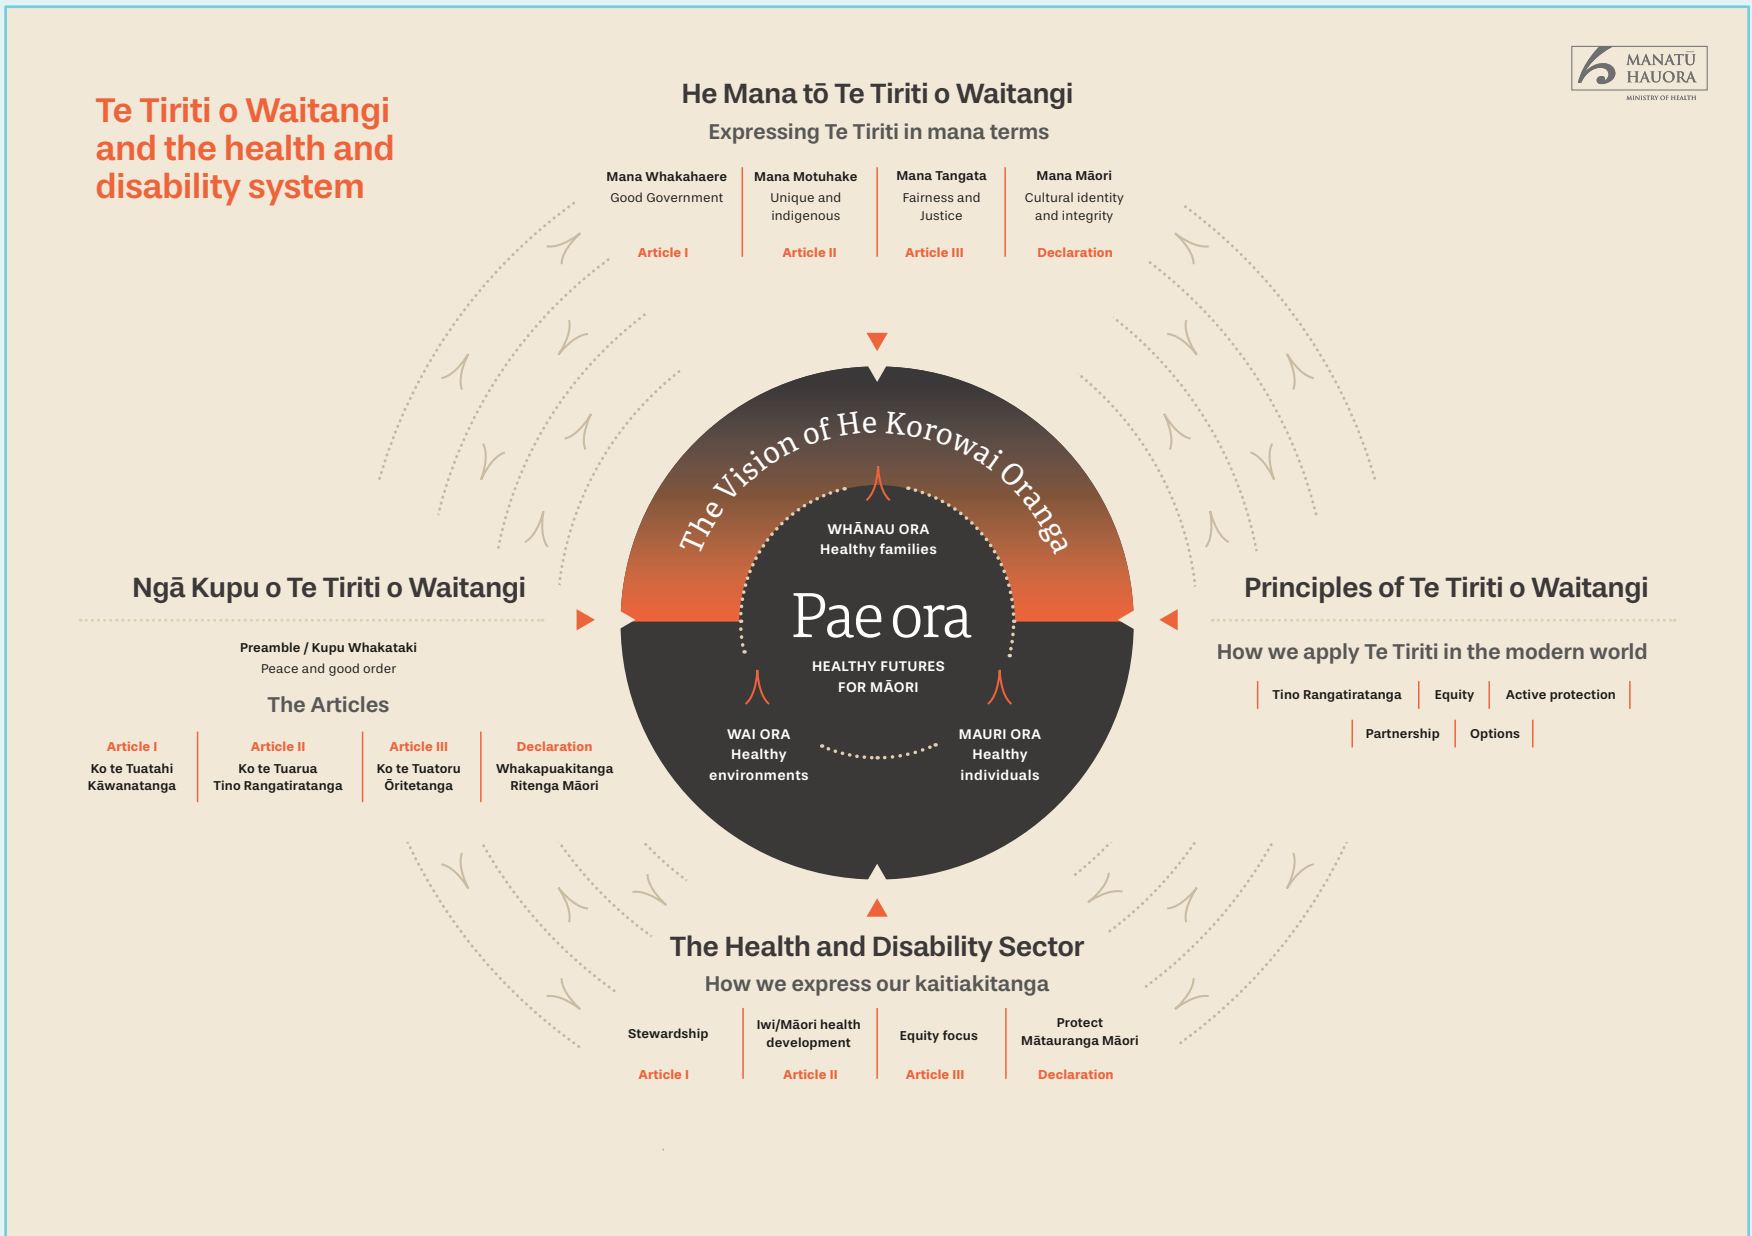 Te Tiriti o Waitangi
and the health and
disability system
MANATŪ
HAUORA
MINISTRY OF HEALTH
He Mana tō Te Tiriti o Waitangi
Expressing Te Tiriti in mana terms
Mana Whakahaere
Good Government
Article I
Mana Motuhake
Unique and
indigenous
Article II
Mana Tangata
Fairness and
Justice
Article III
Mana Māori
Cultural identity
and integrity
Declaration
The Vision of He Korowai Oranga
WHĀNAU ORA
Healthy families
Pae ora
HEALTHY FUTURES
FOR MĀORI
WAI ORA
Healthy
environments
MAURI ORA
Healthy
individuals
Ngā Kupu o Te Tiriti o Waitangi
Preamble / Kupu Whakataki
Peace and good order
The Articles
Article I
Ko te Tuatahi
Kāwanatanga
Article II
Ko te Tuarua
Tino Rangatiratanga
Article III
Ko te Tuatoru
Ōritetanga
Declaration
Whakapuakitanga
Ritenga Māori
Principles of Te Tiriti o Waitangi
How we apply Te Tiriti in the modern world
Tino Rangatiratanga
Equity
Active protection
Partnership
Options
The Health and Disability Sector
How we express our kaitiakitanga
Stewardship
Article I
Iwi/Māori health
development
Article II
Equity focus
Article III
Protect
Mātauranga Māori
Declaration